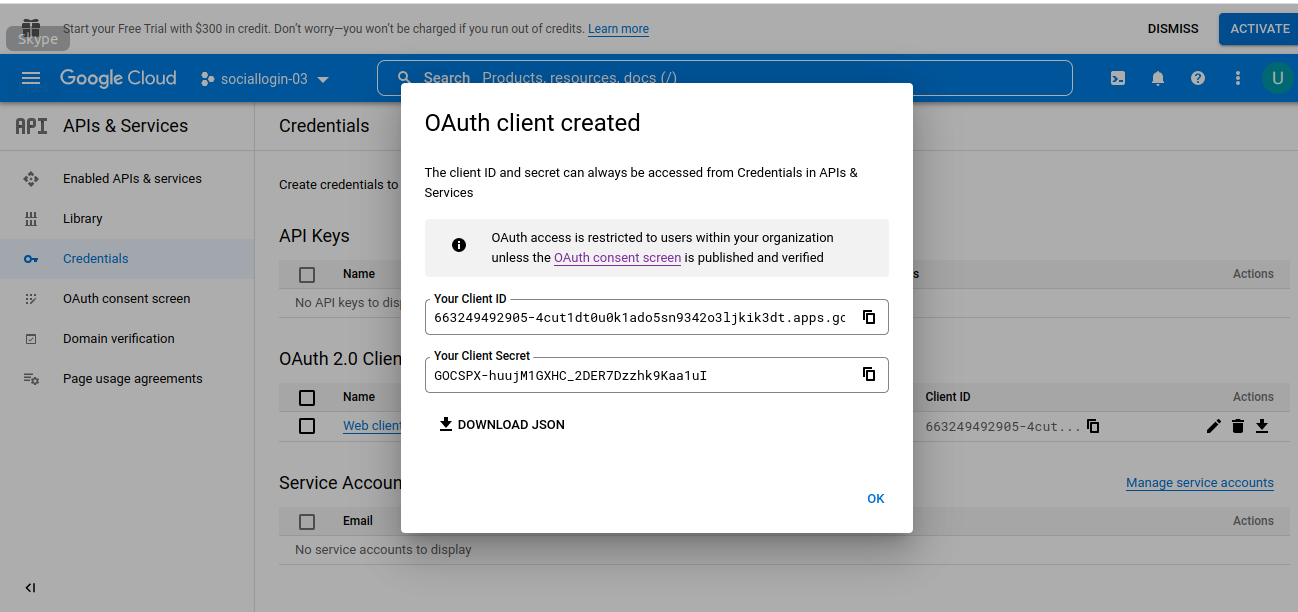 Start your Free Trial with $300 in credit. Don't worry—you won't be charged if you run out of credits. Learn more
DISMISS
ACTIVATE
Skype
Google Cloud
sociallogin-03
Search Products, resources, docs (/)
U
API APIs & Services
Credentials
Enabled APIs & services
Library
Credentials
OAuth consent screen
Domain verification
Page usage agreements
Create credentials to
API Keys
Name
s
Actions
No API keys to disp
OAuth 2.0 Clien
Name
Client ID
Actions
Web client
663249492905-4cut...
Service Accoun
Manage service accounts
Email
Actions
No service accounts to display
OAuth client created
The client ID and secret can always be accessed from Credentials in APIs &
Services
OAuth access is restricted to users within your organization
unless the OAuth consent screen is published and verified
Your Client ID
663249492905-4cut1dt0u0k1ado5sn9342o3ljkik3dt.apps.gc
Your Client Secret
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
DOWNLOAD JSON
OK